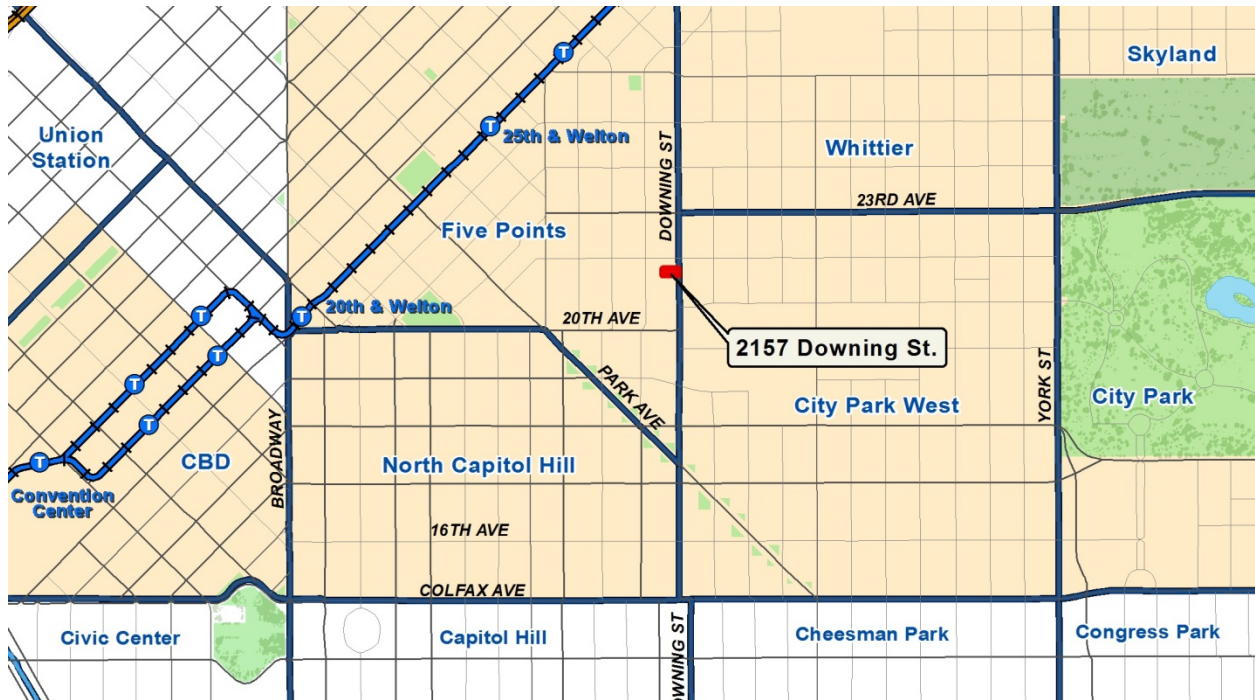 Skyland
Union
Station
25th & Welton
DOWNING ST
Whittier
23RD AVE
Five Points
20th & Welton
20TH AVE
2157 Downing St.
PARK AVE
YORK ST
City Park
City Park West
BROADWAY
CBD
North Capitol Hill
Convention
Center
16TH AVE
COLFAX AVE
Civic Center
Capitol Hill
Cheesman Park
Congress Park
OWNING ST
T
T
T
T
T
T
T
T